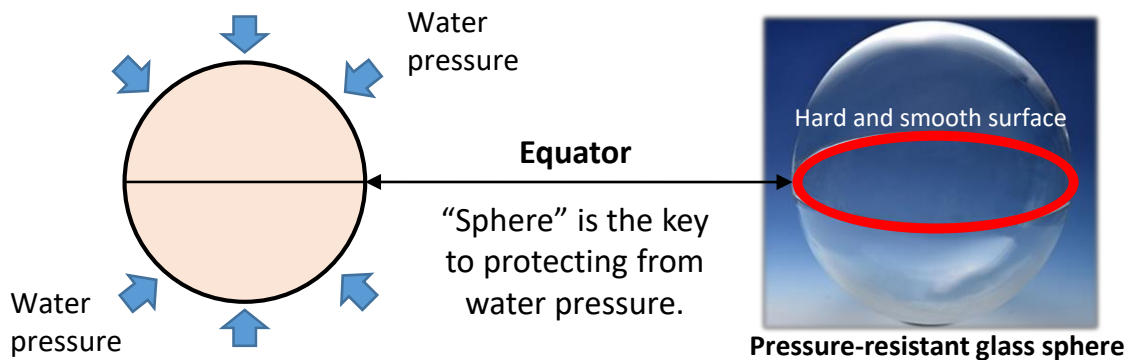 Water
pressure
Hard and smooth surface
Equator
“Sphere” is the key
to protecting from
water pressure.
Water
pressure
Pressure-resistant glass sphere